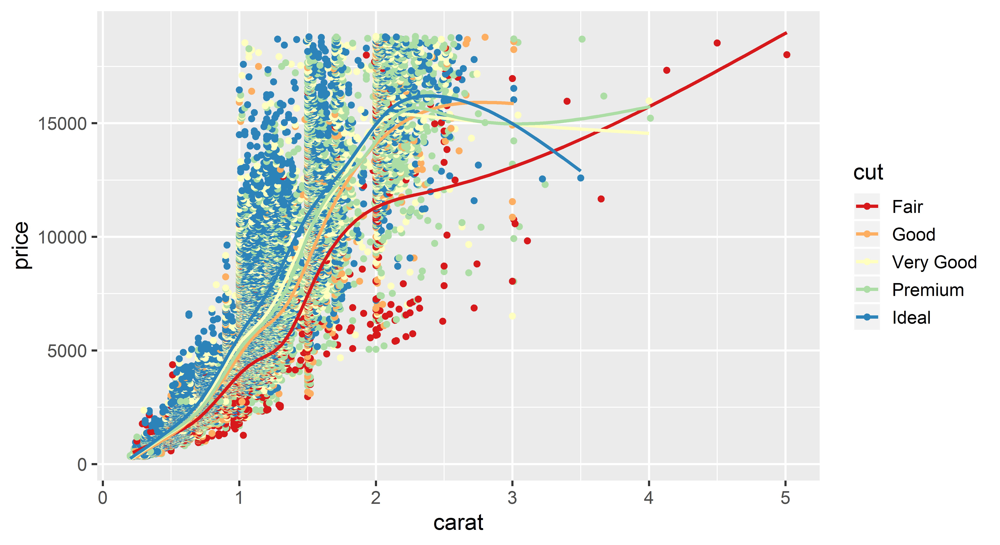 price
15000
10000
5000
0
0 1 2 3 4 5
carat
cut
Fair
Good
Very Good
Premium
Ideal